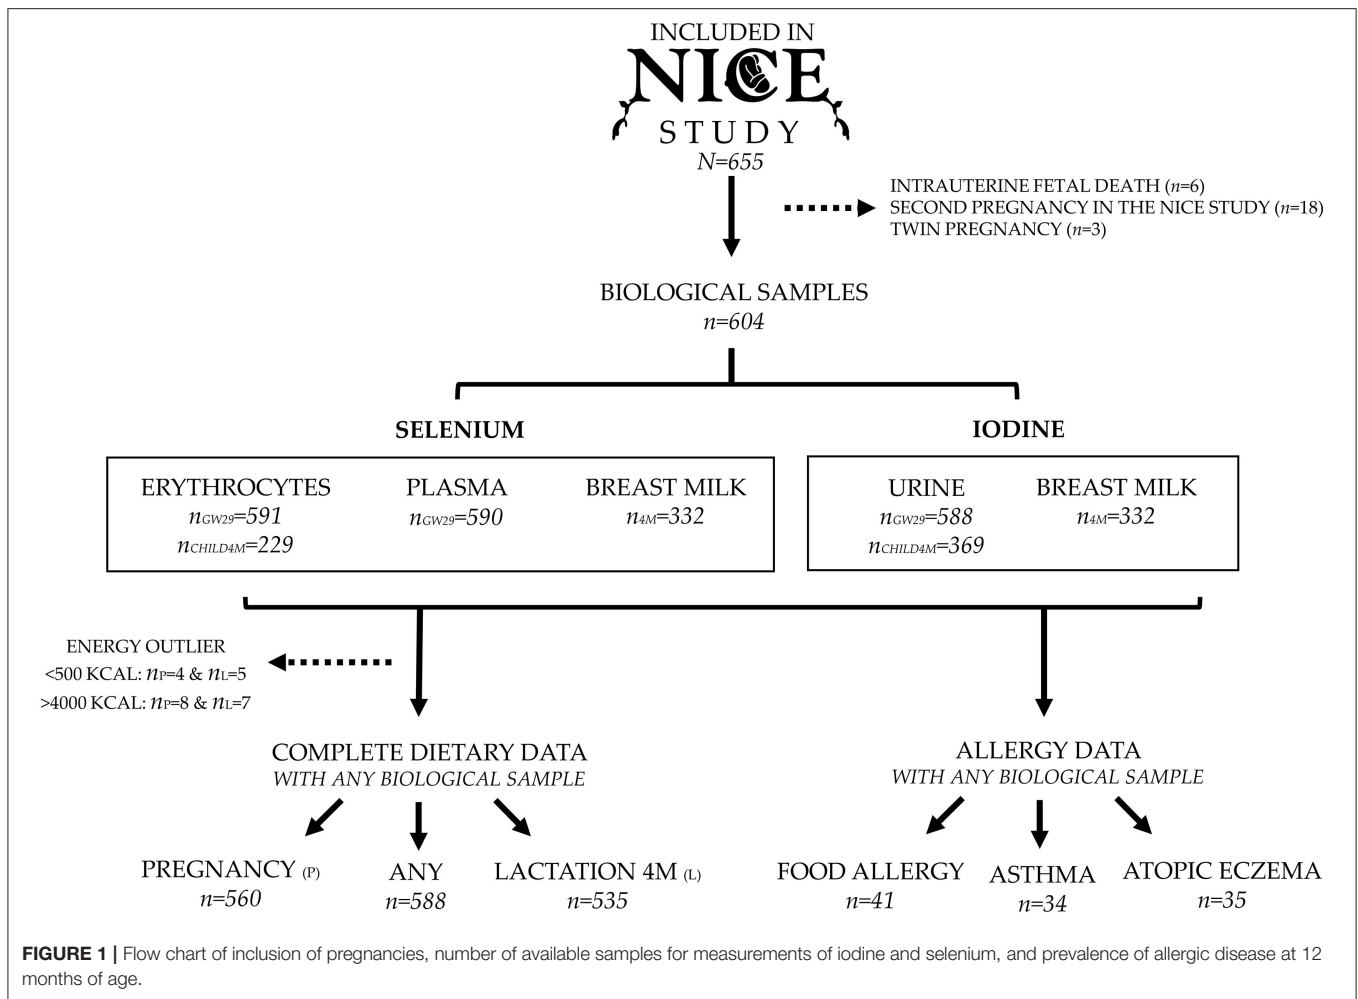 INCLUDED IN
NICE
STUDY
N=655
INTRAUTERINE FETAL DEATH (n=6)
SECOND PREGNANCY IN THE NICE STUDY (n=18)
TWIN PREGNANCY (n=3)
BIOLOGICAL SAMPLES
n=604
SELENIUM
ERYTHROCYTES
nGW29=591
nCHILD4M=229
PLASMA
nGW29=590
BREAST MILK
n4M=332
IODINE
URINE
nGW29=588
nCHILD4M=369
BREAST MILK
n4M=332
ENERGY OUTLIER
<500 KCAL: nP=4 & nL=5
>4000 KCAL: nP=8 & nL=7
COMPLETE DIETARY DATA
WITH ANY BIOLOGICAL SAMPLE
PREGNANCY (P)
n=560
ANY
n=588
LACTATION 4M (L)
n=535
ALLERGY DATA
WITH ANY BIOLOGICAL SAMPLE
FOOD ALLERGY
n=41
ASTHMA
n=34
ATOPIC ECZEMA
n=35
FIGURE 1 | Flow chart of inclusion of pregnancies, number of available samples for measurements of iodine and selenium, and prevalence of allergic disease at 12
months of age.